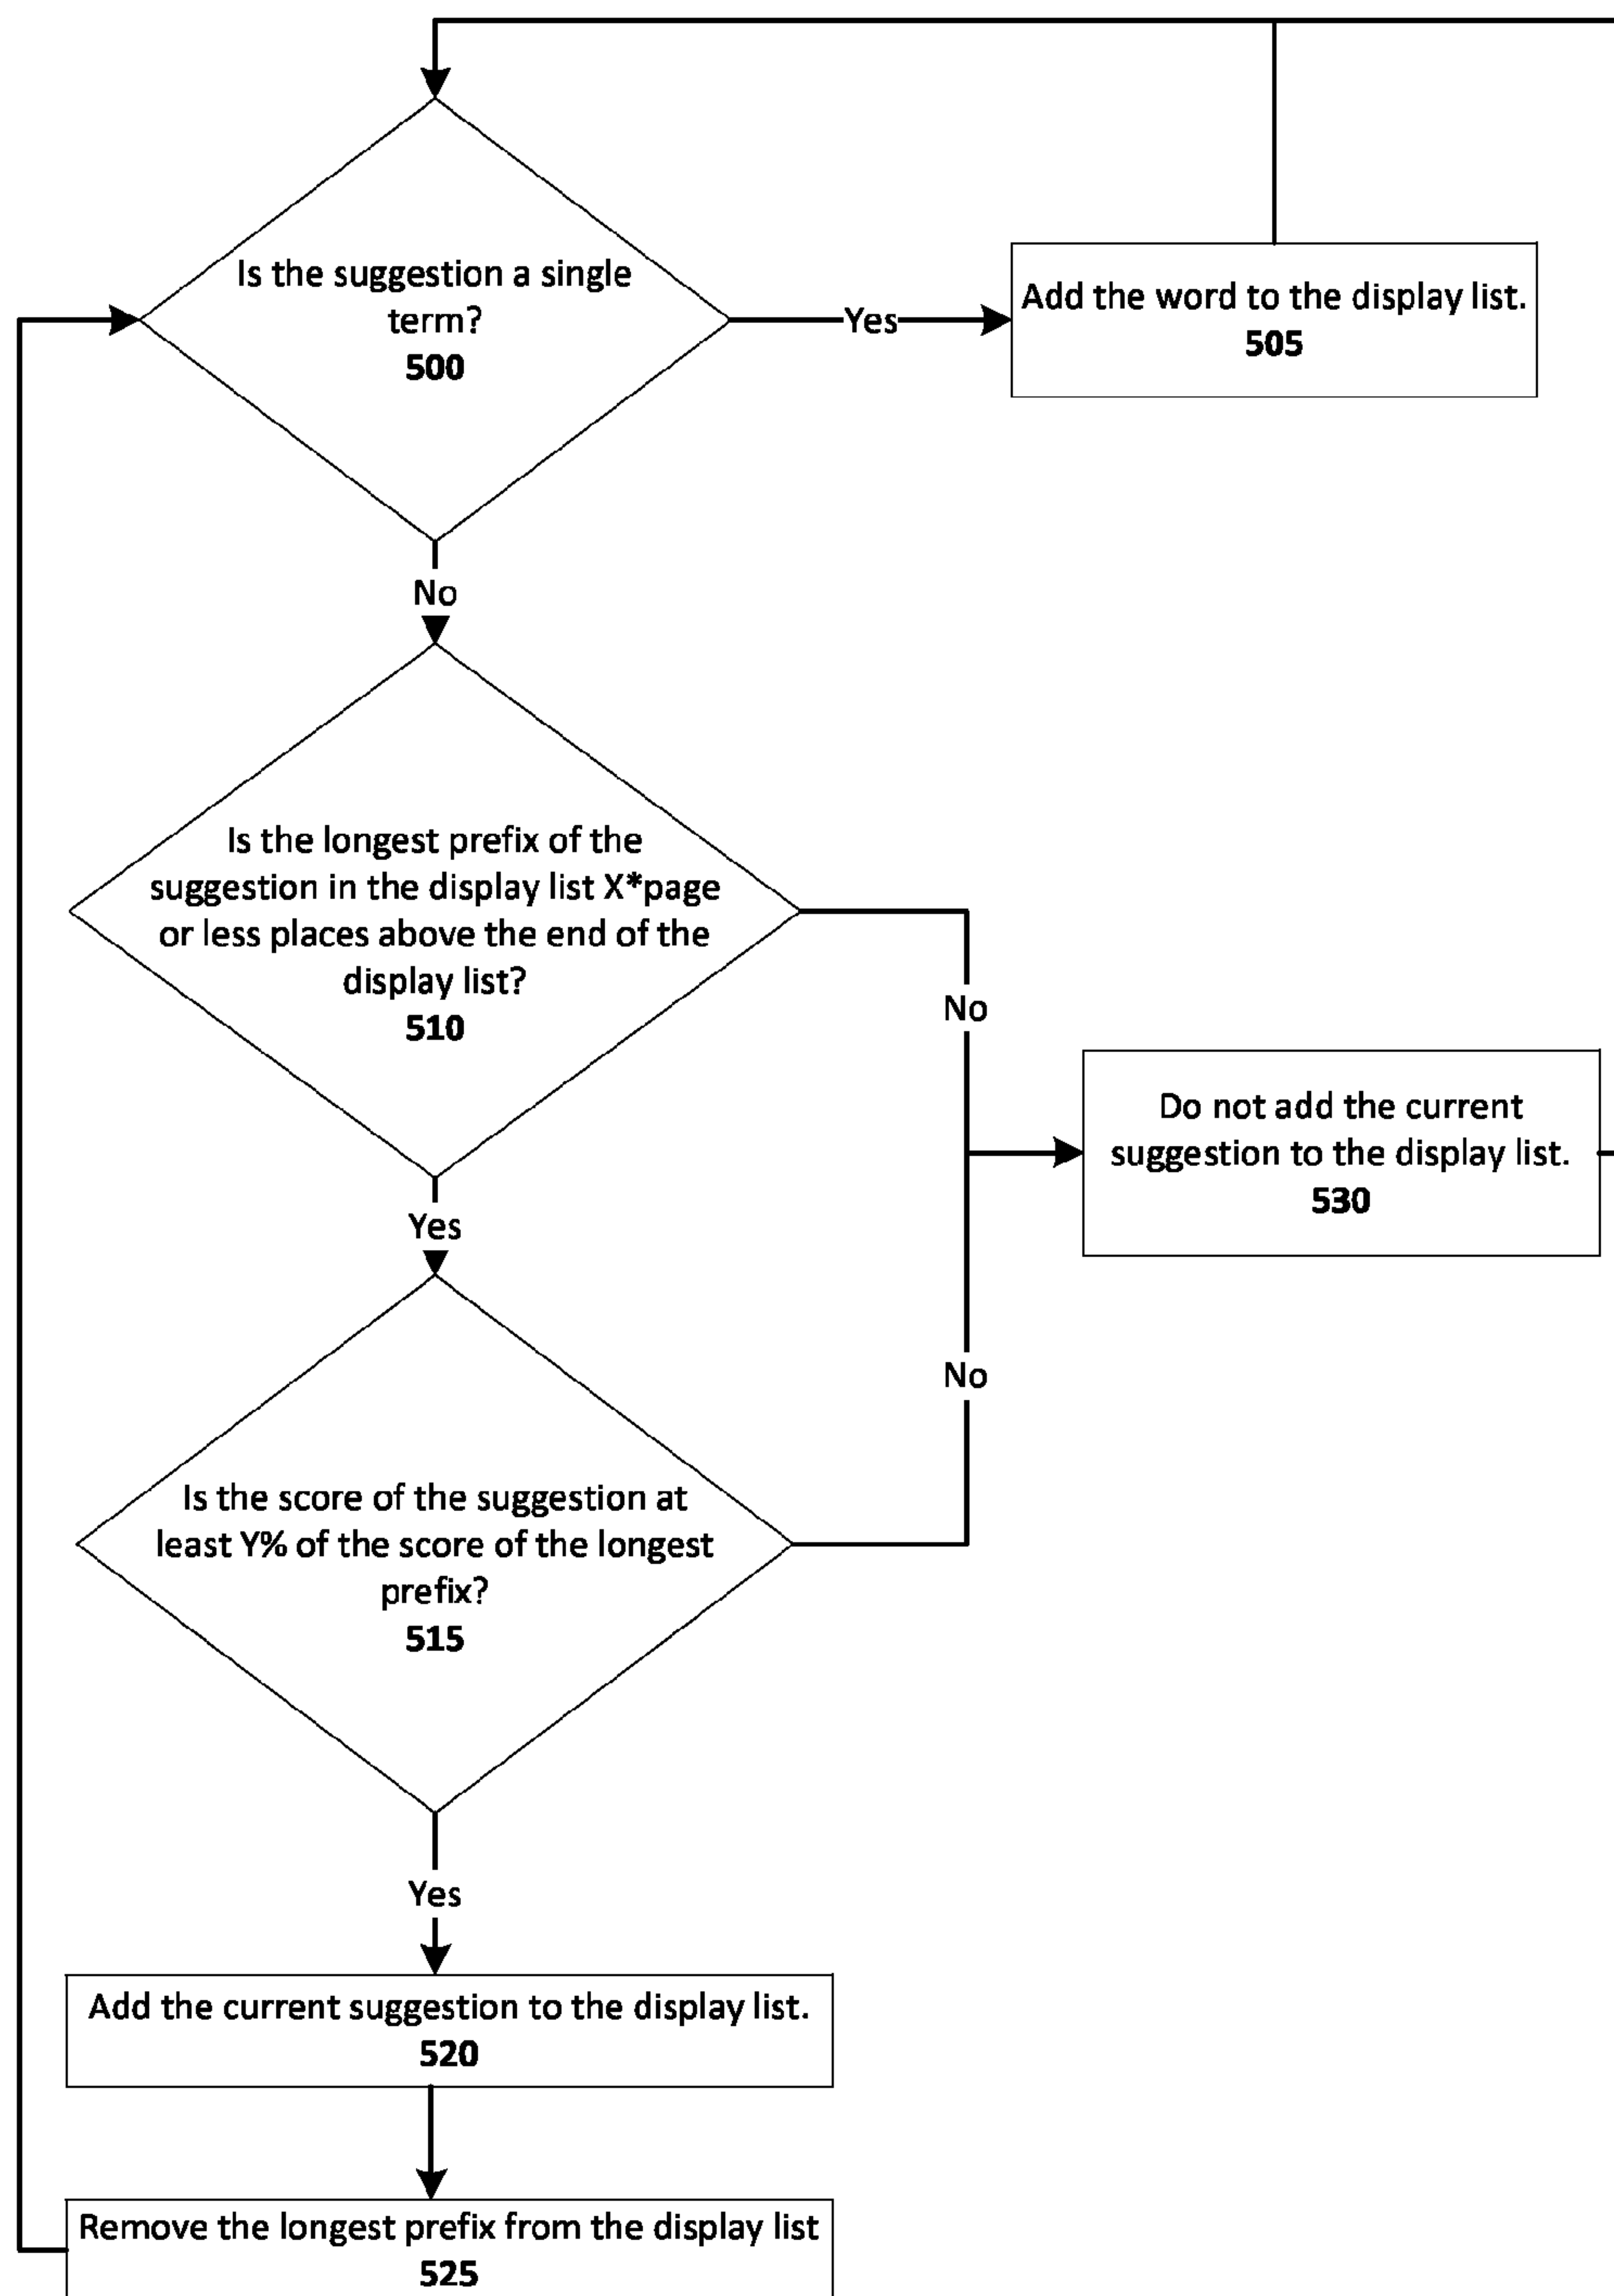 Is the suggestion a single
term?
500
Yes
Add the word to the display list.
505
No
Is the longest prefix of the
suggestion in the display list X*page
or less places above the end of the
display list?
510
No
Do not add the current
suggestion to the display list.
530
Yes
No
Is the score of the suggestion at
least Y% of the score of the longest
prefix?
515
Yes
Add the current suggestion to the display list.
520
Remove the longest prefix from the display list
525